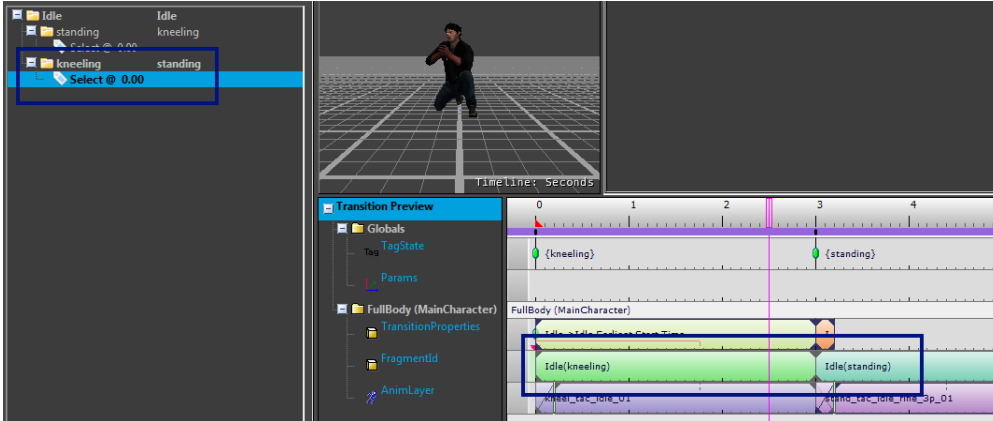 Idle Idle
standing kneeling
Select @ 0.00
kneeling standing
Select @ 0.00
Timeline: Seconds
Transition Preview
Globals
Tag TagState
Params
FullBody (MainCharacter)
TransitionProperties
FragmentId
AnimLayer
0 1 2 3 4
{kneeling} {standing}
FullBody (MainCharacter)
Idle->Idle Earliest Start Time I
Idle(kneeling) Idle(standing)
kneel_tac_idle_01 stand_tac_idle_rifle_3p_01